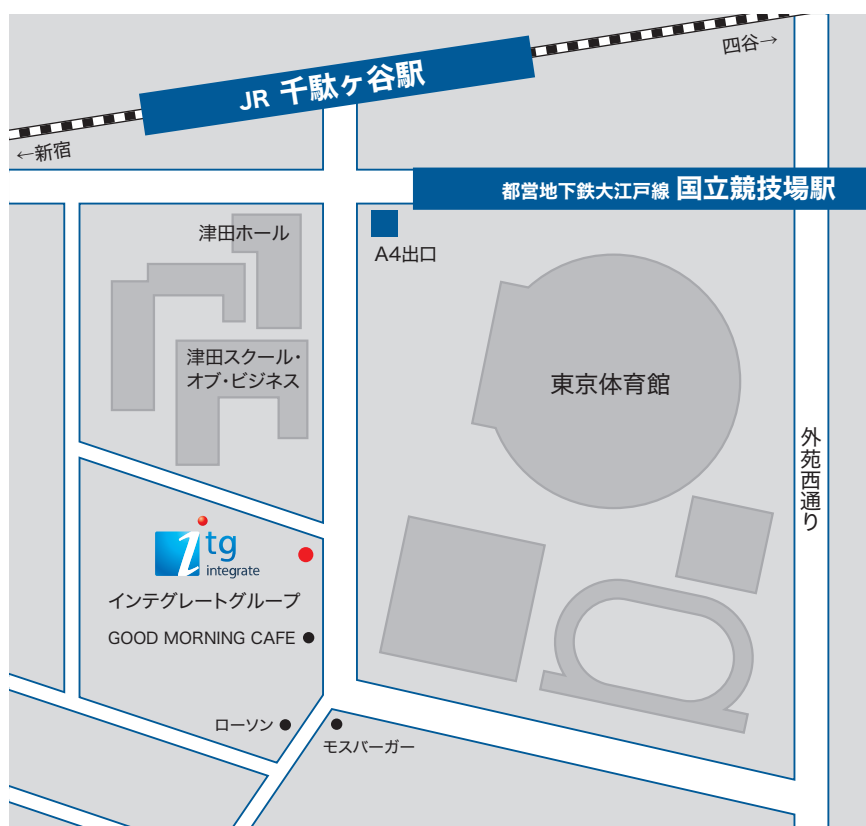 四谷→
JR 千駄ヶ谷駅
←新宿
都営地下鉄大江戸線 国立競技場駅
津田ホール
A4出口
津田スクール・
オブ・ビジネス
東京体育館
外苑西通り
itg
integrate
インテグレートグループ
GOOD MORNING CAFE
ローソン
モスバーガー